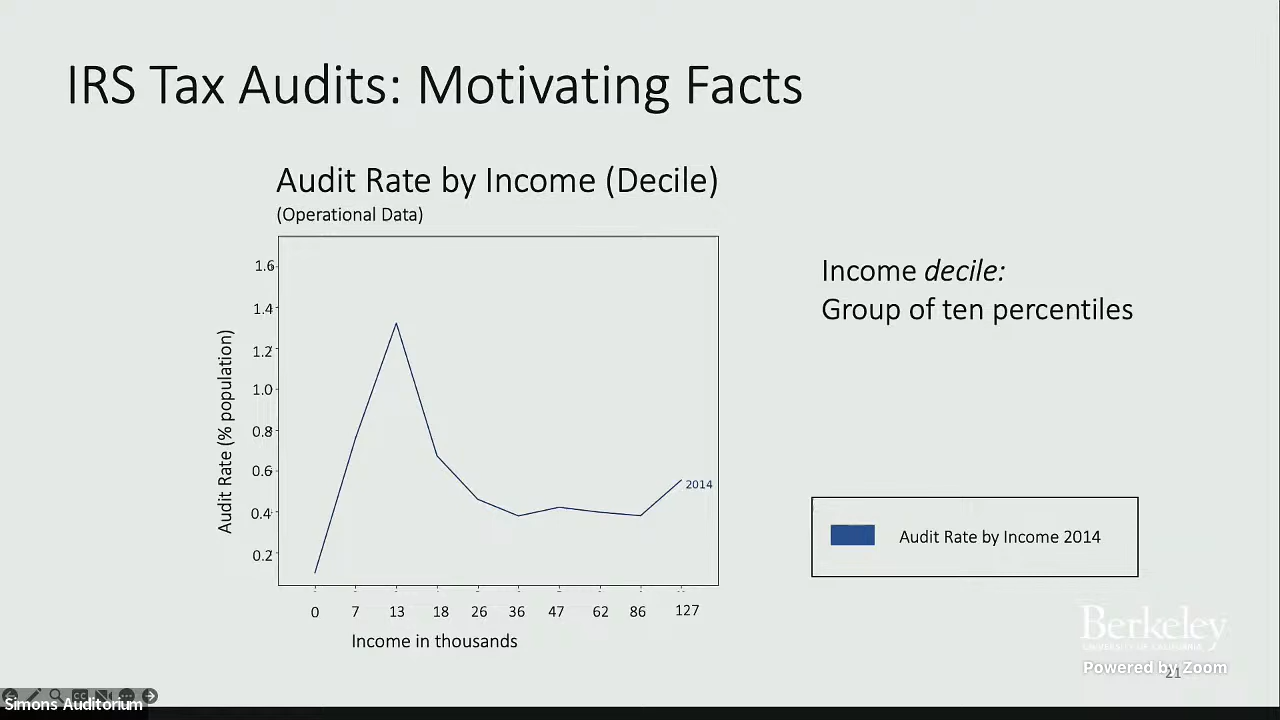 IRS Tax Audits: Motivating Facts
Audit Rate by Income (Decile)
(Operational Data)
Audit Rate (% population)
1.6
1.4
1.2
1.0
0.8
0.6
0.4
0.2
2014
0 7 13 18 26 36 47 62 86 127
Income in thousands
Income decile:
Group of ten percentiles
Audit Rate by Income 2014
Berkeley
UNIVERSITY OF CALIFORNIA
Powered by Zoom
21
Simons Auditorium